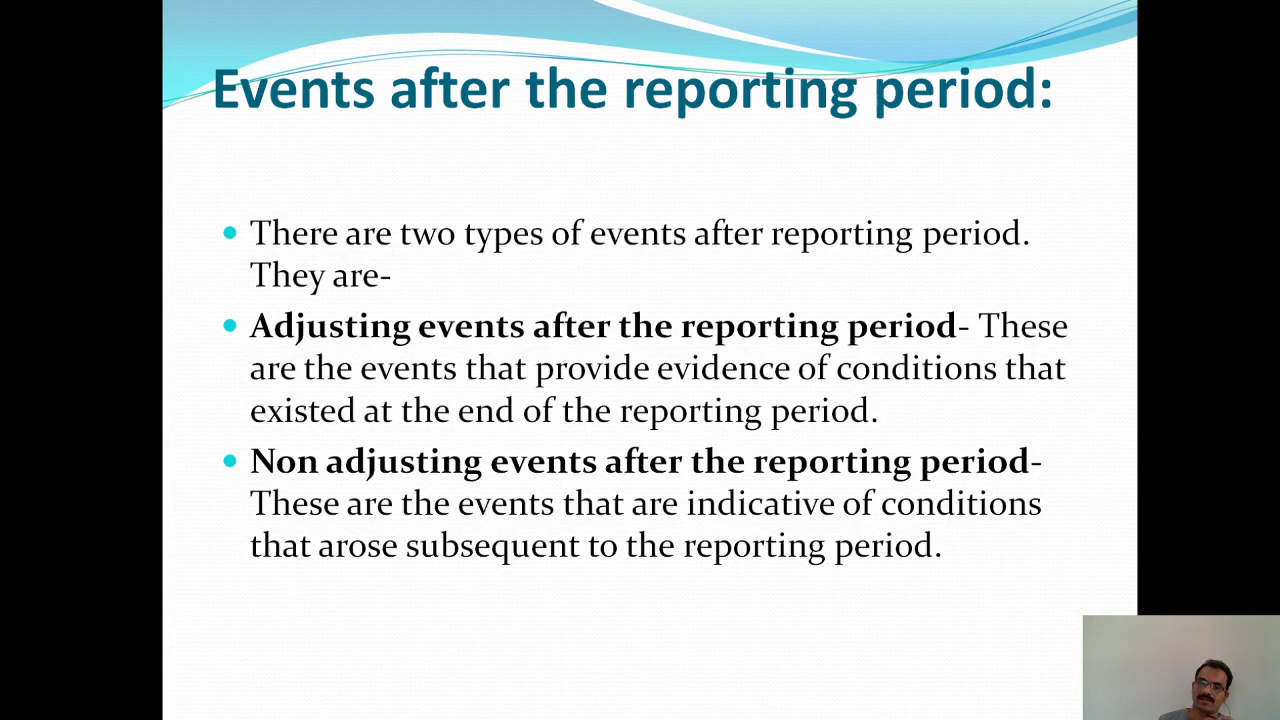 Events after the reporting period:
There are two types of events after reporting period.
They are-
Adjusting events after the reporting period- These
are the events that provide evidence of conditions that
existed at the end of the reporting period.
Non adjusting events after the reporting period-
These are the events that are indicative of conditions
that arose subsequent to the reporting period.